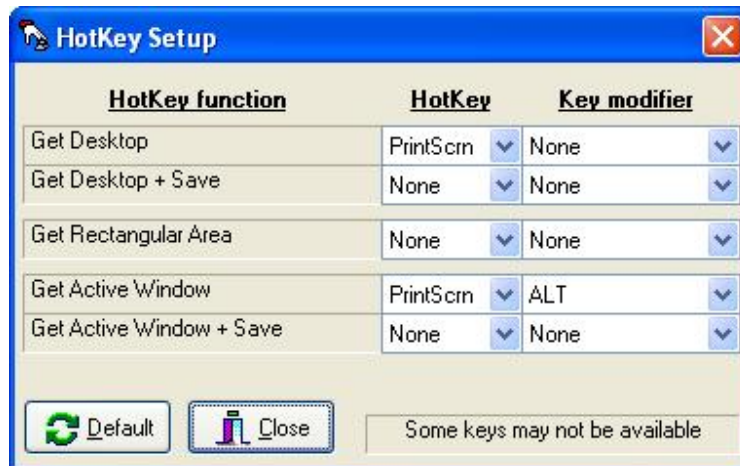 HotKey Setup
HotKey function HotKey Key modifier
Get Desktop PrintScrn None
Get Desktop + Save None None
Get Rectangular Area None None
Get Active Window PrintScrn ALT
Get Active Window + Save None None
Default Close Some keys may not be available